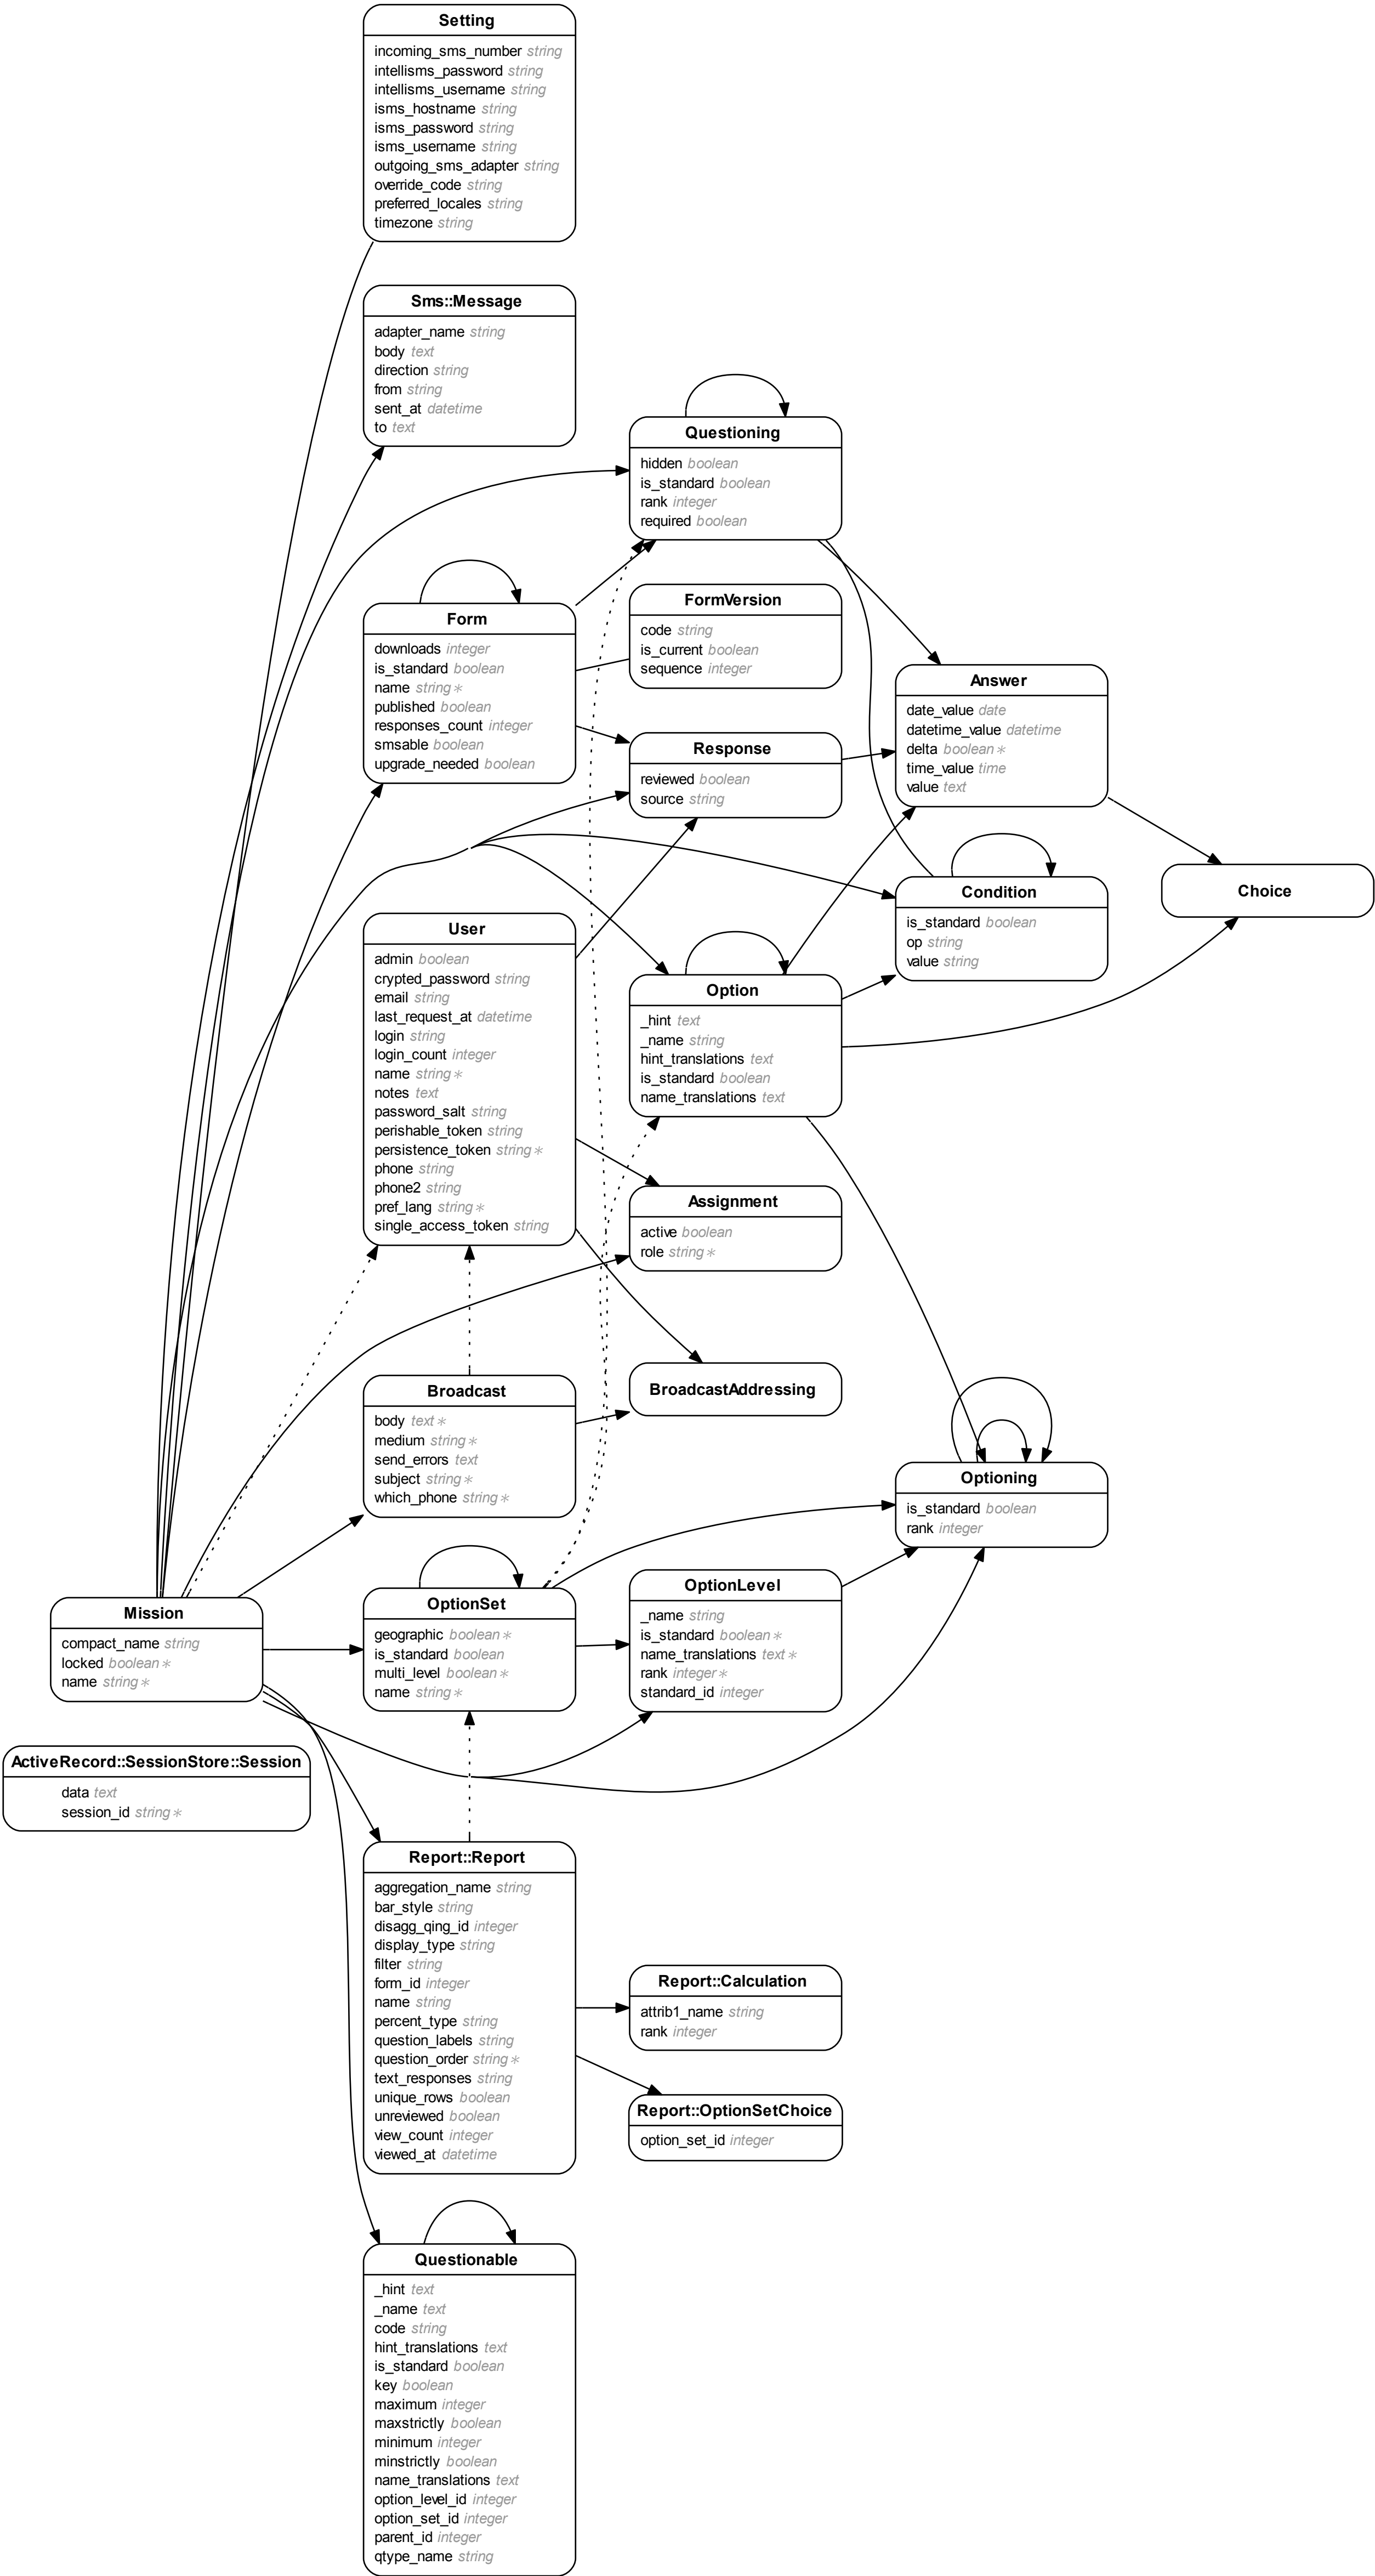 Setting
incoming_sms_number string
intellisms_password string
intellisms_username string
isms_hostname string
isms_password string
isms_username string
outgoing_sms_adapter string
override_code string
preferred_locales string
timezone string
Sms::Message
adapter_name string
body text
direction string
from string
sent_at datetime
to text
Questioning
hidden boolean
is_standard boolean
rank integer
required boolean
Form
downloads integer
is_standard boolean
name string ∗
published boolean
responses_count integer
smsable boolean
upgrade_needed boolean
FormVersion
code string
is_current boolean
sequence integer
Response
reviewed boolean
source string
Answer
date_value date
datetime_value datetime
delta boolean ∗
time_value time
value text
Condition
is_standard boolean
op string
value string
Choice
User
admin boolean
crypted_password string
email string
last_request_at datetime
login string
login_count integer
name string ∗
notes text
password_salt string
perishable_token string
persistence_token string ∗
phone string
phone2 string
pref_lang string ∗
single_access_token string
Option
_hint text
_name string
hint_translations text
is_standard boolean
name_translations text
Assignment
active boolean
role string ∗
Broadcast
body text ∗
medium string ∗
send_errors text
subject string ∗
which_phone string ∗
BroadcastAddressing
Optioning
is_standard boolean
rank integer
Mission
compact_name string
locked boolean ∗
name string ∗
OptionSet
geographic boolean ∗
is_standard boolean
multi_level boolean ∗
name string ∗
OptionLevel
_name string
is_standard boolean ∗
name_translations text ∗
rank integer ∗
standard_id integer
ActiveRecord::SessionStore::Session
data text
session_id string ∗
Report::Report
aggregation_name string
bar_style string
disagg_qing_id integer
display_type string
filter string
form_id integer
name string
percent_type string
question_labels string
question_order string ∗
text_responses string
unique_rows boolean
unreviewed boolean
view_count integer
viewed_at datetime
Report::Calculation
attrib1_name string
rank integer
Report::OptionSetChoice
option_set_id integer
Questionable
_hint text
_name text
code string
hint_translations text
is_standard boolean
key boolean
maximum integer
maxstrictly boolean
minimum integer
minstrictly boolean
name_translations text
option_level_id integer
option_set_id integer
parent_id integer
qtype_name string